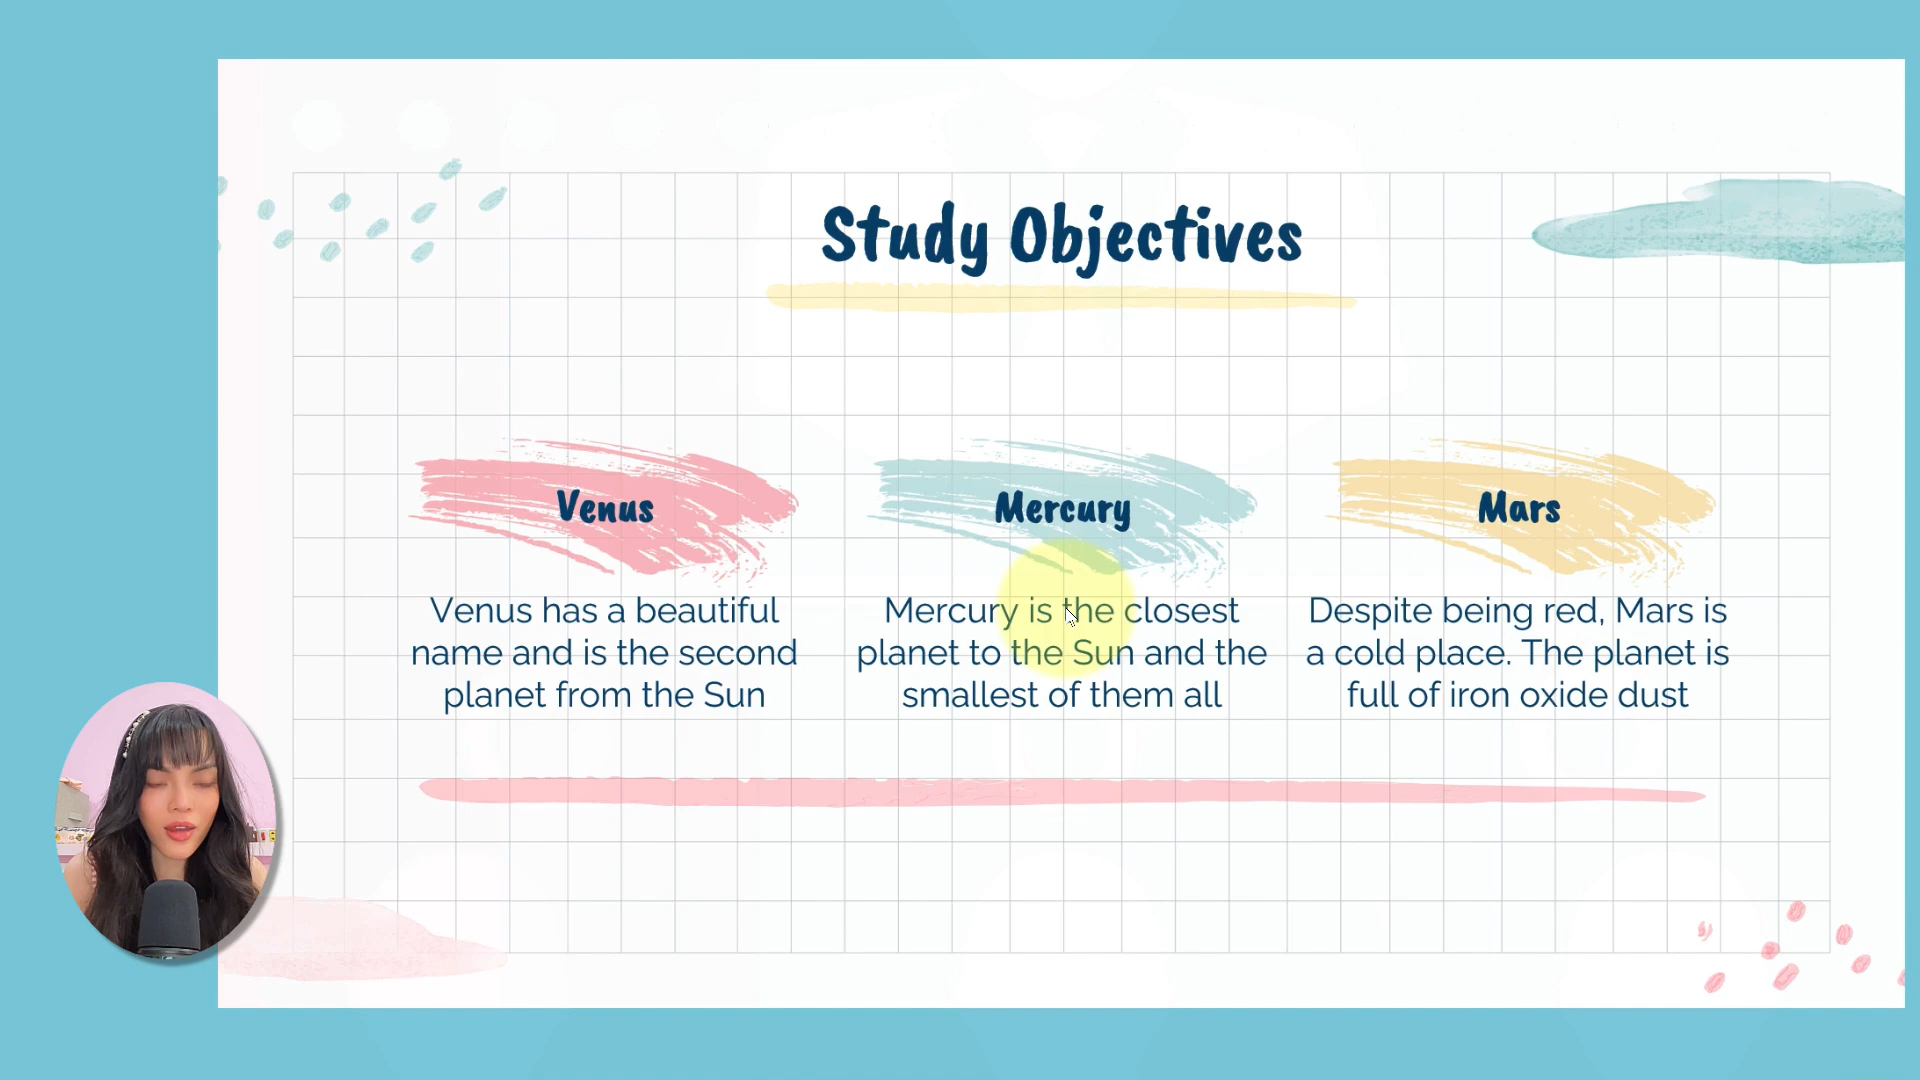 Study Objectives
Venus
Mercury
Mars
Venus has a beautiful
name and is the second
planet from the Sun
Mercury is the closest
planet to the Sun and the
smallest of them all
Despite being red, Mars is
a cold place. The planet is
full of iron oxide dust